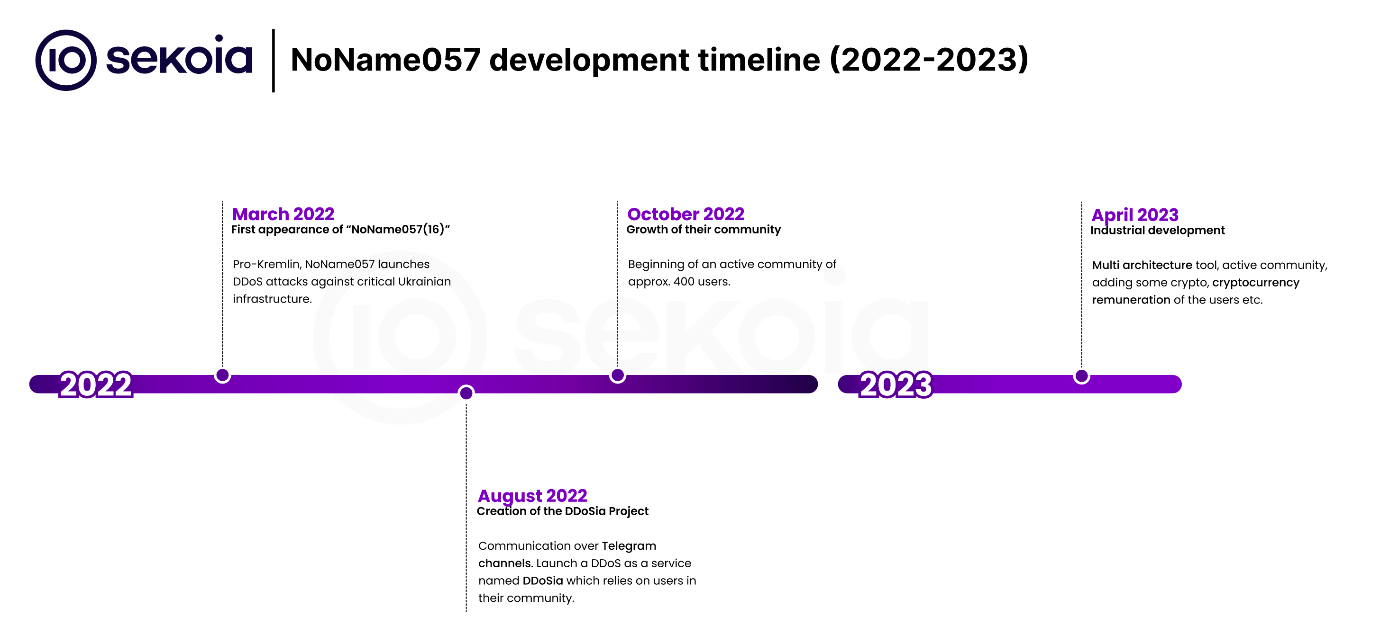 IO sekoia
NoName057 development timeline (2022-2023)
March 2022
First appearance of “NoName057(16)”
Pro-Kremlin, NoName057 launches
DDoS attacks against critical Ukrainian
infrastructure.
October 2022
Growth of their community
Beginning of an active community of
approx. 400 users.
April 2023
Industrial development
Multi architecture tool, active community,
adding some crypto, cryptocurrency
remuneration of the users etc.
IO sekoia
2022
2023
August 2022
Creation of the DDoSia Project
Communication over Telegram
channels. Launch a DDoS as a service
named DDoSia which relies on users in
their community.